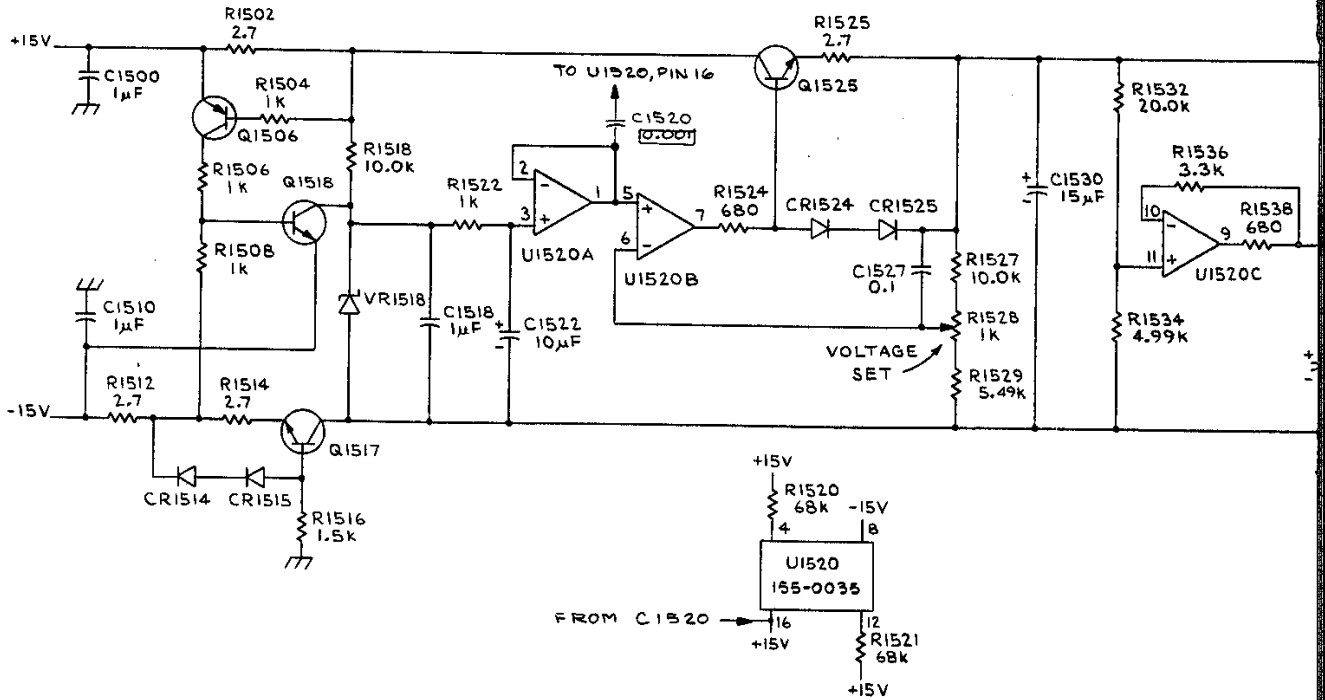 R1502
2.7
+15V
C1500
1µF
R1504
1k
Q1506
R1506
1k
Q1518
R1508
1k
C1510
1µF
R1512
2.7
R1514
2.7
-15V
Q1517
CR1514
CR1515
R1516
1.5k
R1518
10.0k
VR1518
C1518
1µF
R1522
1k
+
C1522
-
10µF
TO U1520, PIN 16
C1520
0.001
2
-
3
+
1
U1520A
5
+
6
-
7
U1520B
R1524
680
CR1524
CR1525
R1525
2.7
Q1525
C1527
0.1
R1527
10.0k
R1528
1k
VOLTAGE
SET
R1529
5.49k
+
C1530
-
15µF
R1532
20.0k
R1534
4.99k
R1536
3.3k
10
-
11
+
9
U1520C
R1538
680
+
-
+15V
R1520
68k
4
-15V
8
U1520
155-0035
FROM C1520
16
+15V
12
R1521
68k
+15V